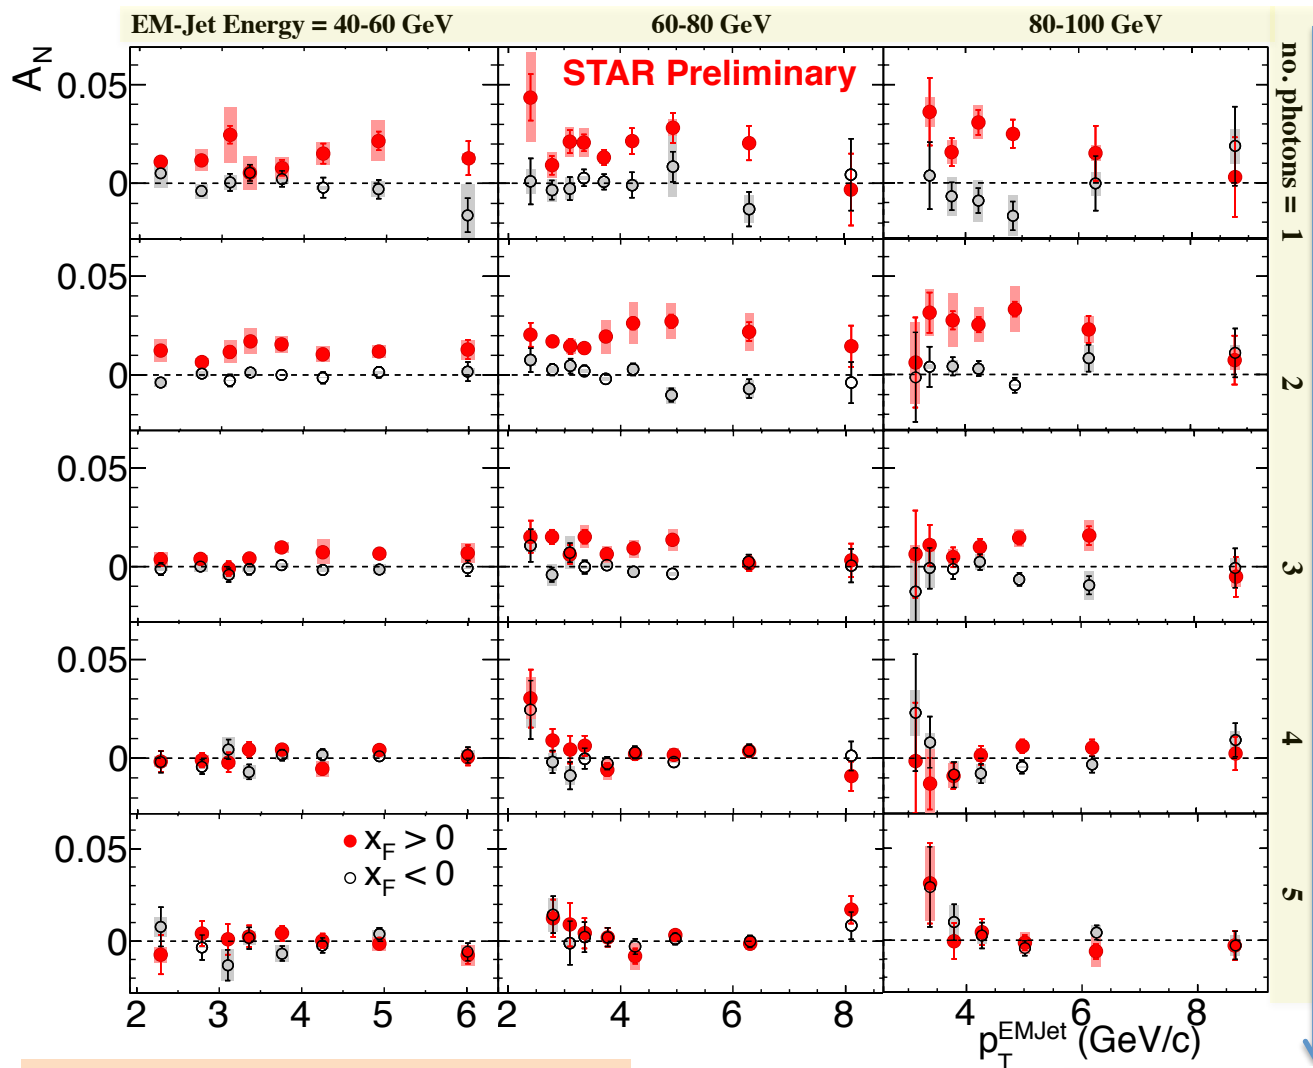 EM-Jet Energy = 40-60 GeV 60-80 GeV 80-100 GeV
A_N
STAR Preliminary
no. photons = 1
0.05
0
2
0.05
0
3
0.05
0
4
0.05
0
5
0.05
0
x_F > 0
x_F < 0
2 3 4 5 6 2 4 6 8 4 6 8
p_T^EMJet (GeV/c)